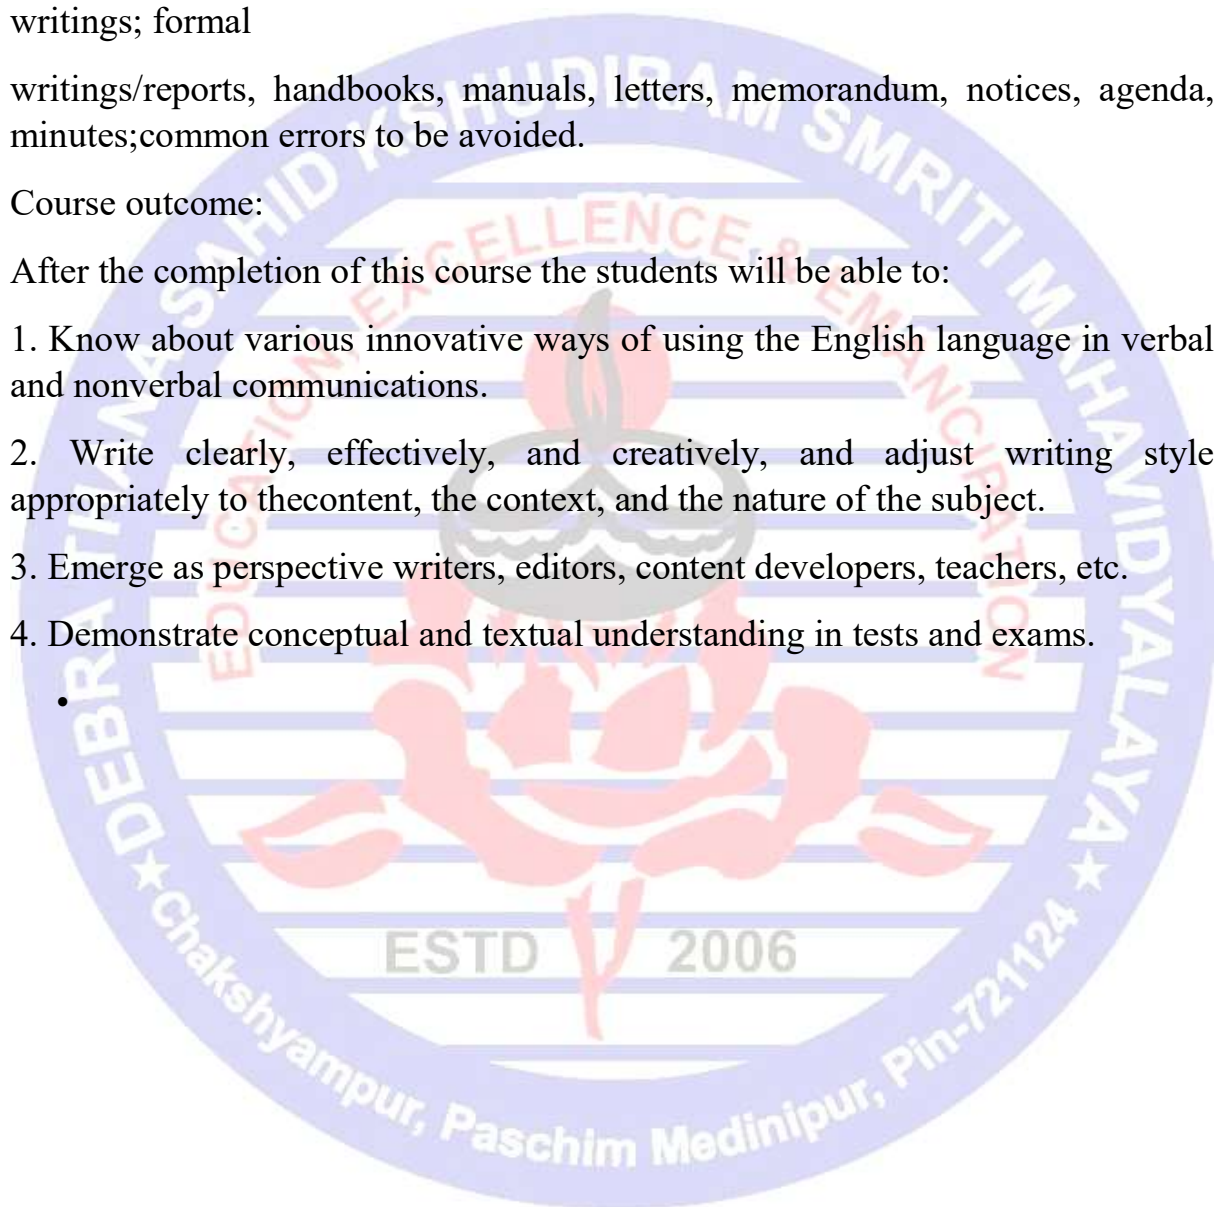 writings; formal
writings/reports, handbooks, manuals, letters, memorandum, notices, agenda,
minutes;common errors to be avoided.
Course outcome:
After the completion of this course the students will be able to:
1. Know about various innovative ways of using the English language in verbal
and nonverbal communications.
2. Write clearly, effectively, and creatively, and adjust writing style
appropriately to thecontent, the context, and the nature of the subject.
3. Emerge as perspective writers, editors, content developers, teachers, etc.
4. Demonstrate conceptual and textual understanding in tests and exams.
•
DEBRA THANA SAHID KSHUDIRAM SMRITI MAHAVIDYALAYA
EDUCATION, EXCELLENCE & EMANCIPATION
ESTD 2006
★Chakshyampur, Paschim Medinipur, Pin-721124★